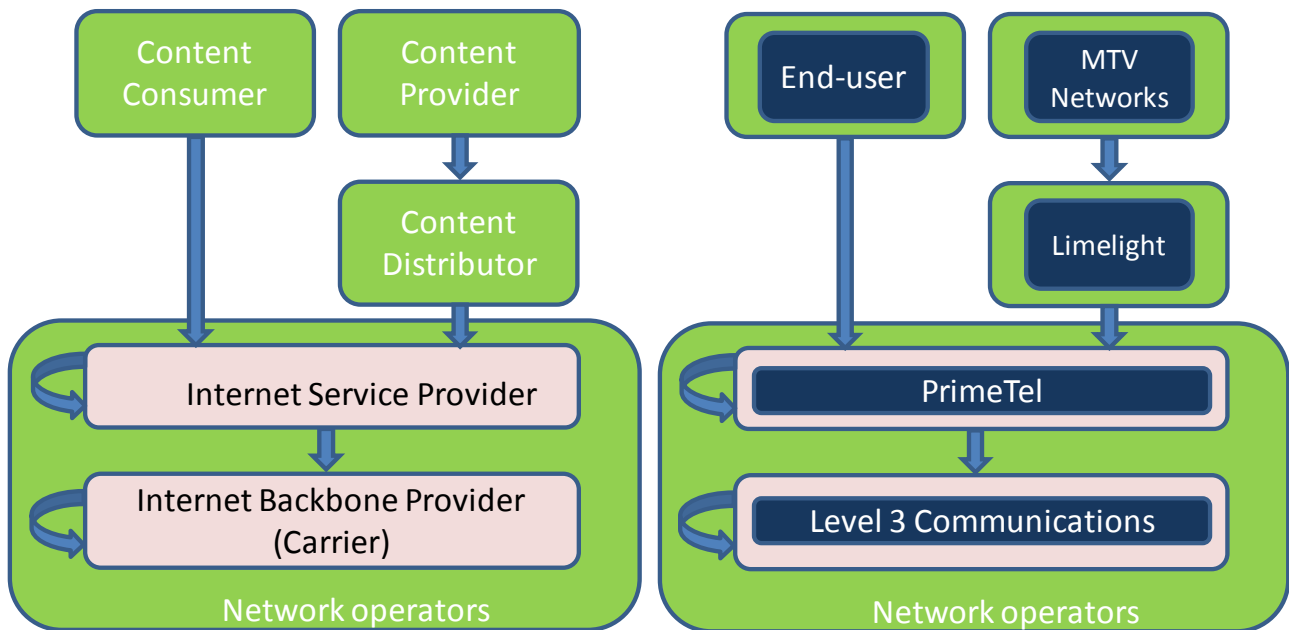 Content
Consumer
Content
Provider
Content
Distributor
Internet Service Provider
Internet Backbone Provider
(Carrier)
Network operators
End-user
MTV
Networks
Limelight
PrimeTel
Level 3 Communications
Network operators